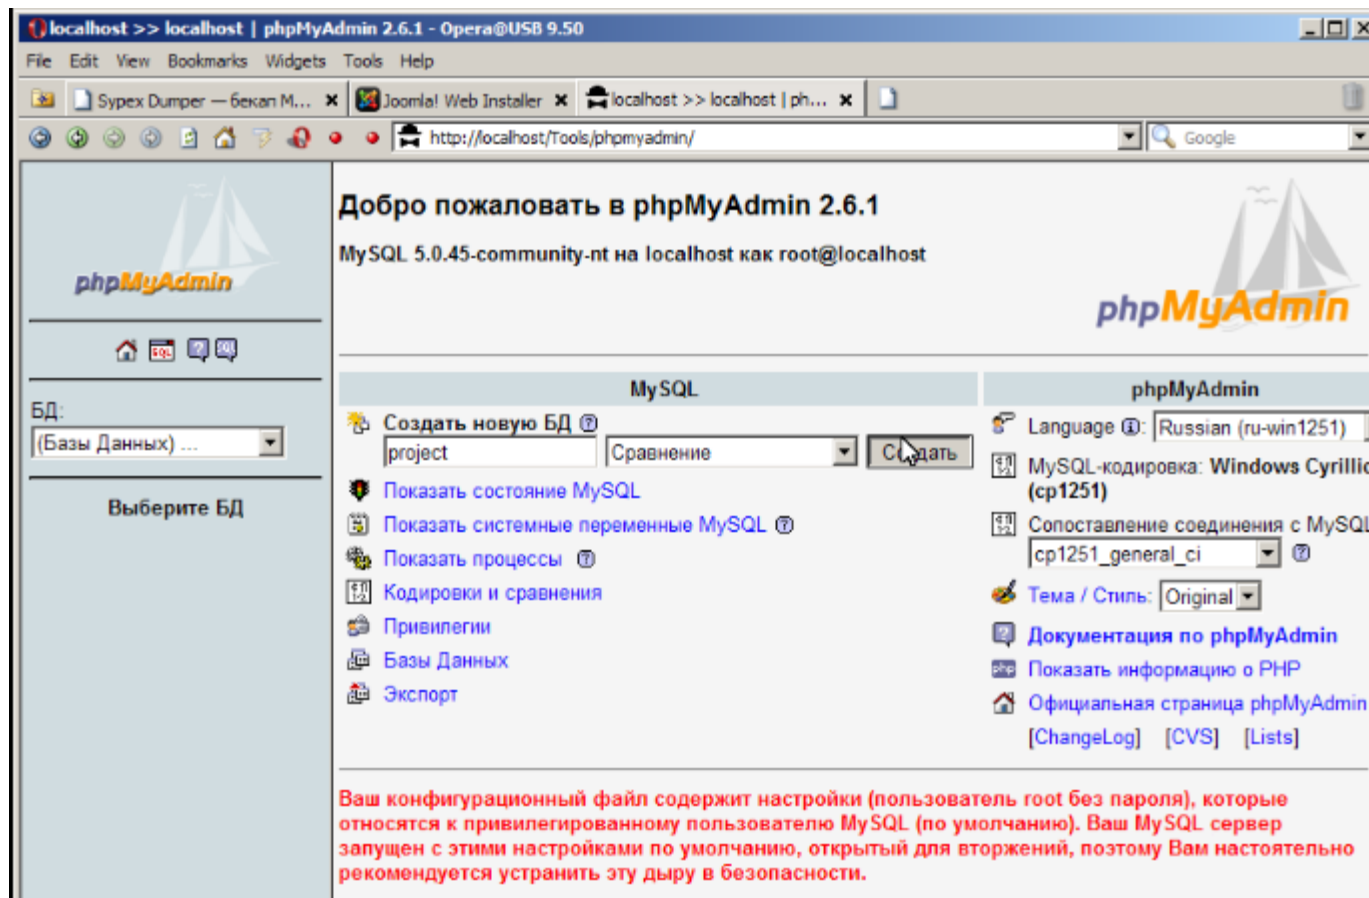 localhost >> localhost | phpMyAdmin 2.6.1 - Opera@USB 9.50
File Edit View Bookmarks Widgets Tools Help
Sypex Dumper — бекап M... Joomla! Web Installer localhost >> localhost | ph...
http://localhost/Tools/phpmyadmin/ Google
phpMyAdmin
БД:
(Базы Данных) ...
Выберите БД
Добро пожаловать в phpMyAdmin 2.6.1
MySQL 5.0.45-community-nt на localhost как root@localhost
phpMyAdmin
MySQL
Создать новую БД
project Сравнение Создать
Показать состояние MySQL
Показать системные переменные MySQL
Показать процессы
Кодировки и сравнения
Привилегии
Базы Данных
Экспорт
phpMyAdmin
Language : Russian (ru-win1251)
MySQL-кодировка: Windows Cyrillic
(cp1251)
Сопоставление соединения с MySQL
cp1251_general_ci
Тема / Стиль: Original
Документация по phpMyAdmin
Показать информацию о PHP
Официальная страница phpMyAdmin
[ChangeLog] [CVS] [Lists]
Ваш конфигурационный файл содержит настройки (пользователь root без пароля), которые
относятся к привилегированному пользователю MySQL (по умолчанию). Ваш MySQL сервер
запущен с этими настройками по умолчанию, открытый для вторжений, поэтому Вам настоятельно
рекомендуется устранить эту дыру в безопасности.